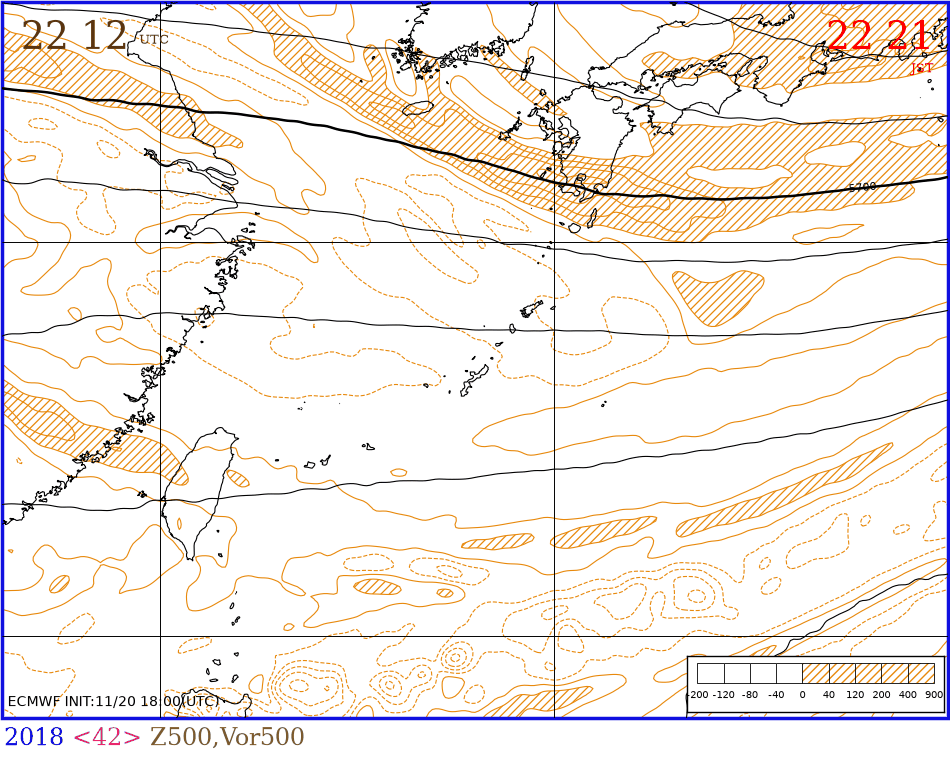 22 12 UTC
22 21 JST
5700
ECMWF INIT:11/20 18:00(UTC)
-200 -120 -80 -40 0 40 120 200 400 900
2018 <42> Z500,Vor500